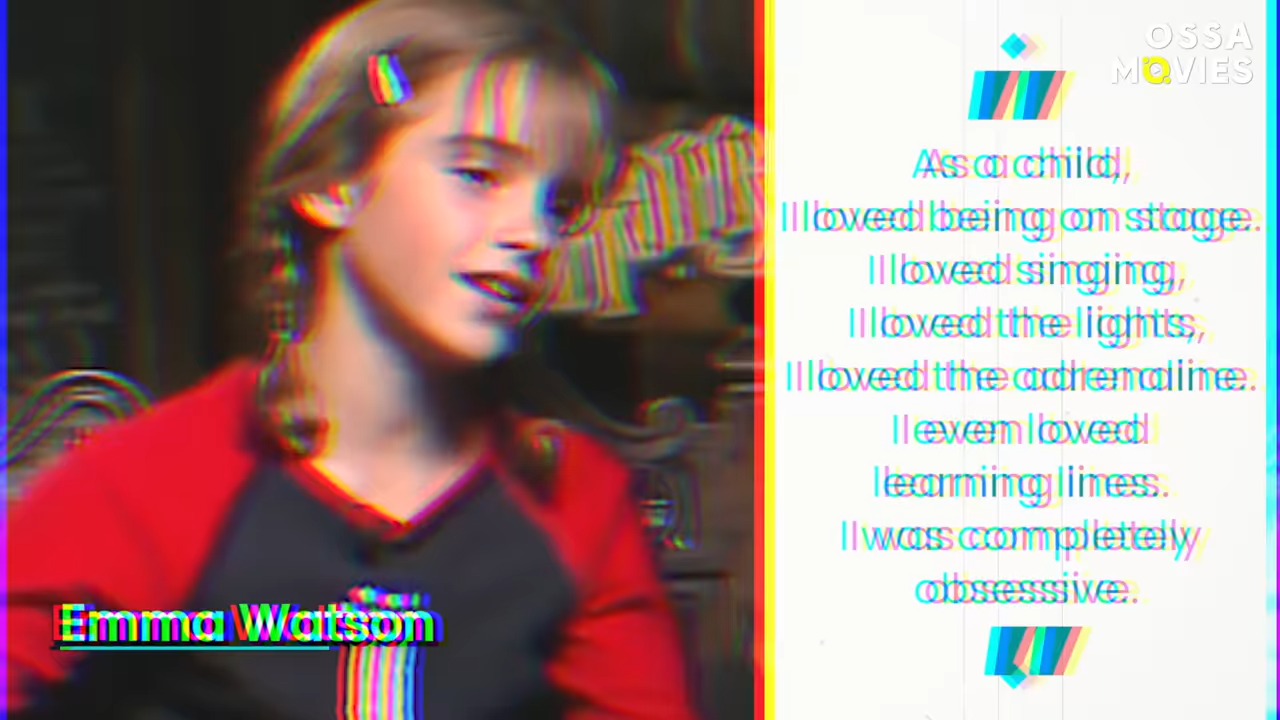 OSSA
MOVIES
As a child,
I loved being on stage.
I loved singing,
I loved the lights,
I loved the adrenaline.
I even loved
learning lines.
I was completely
obsessive.
Emma Watson